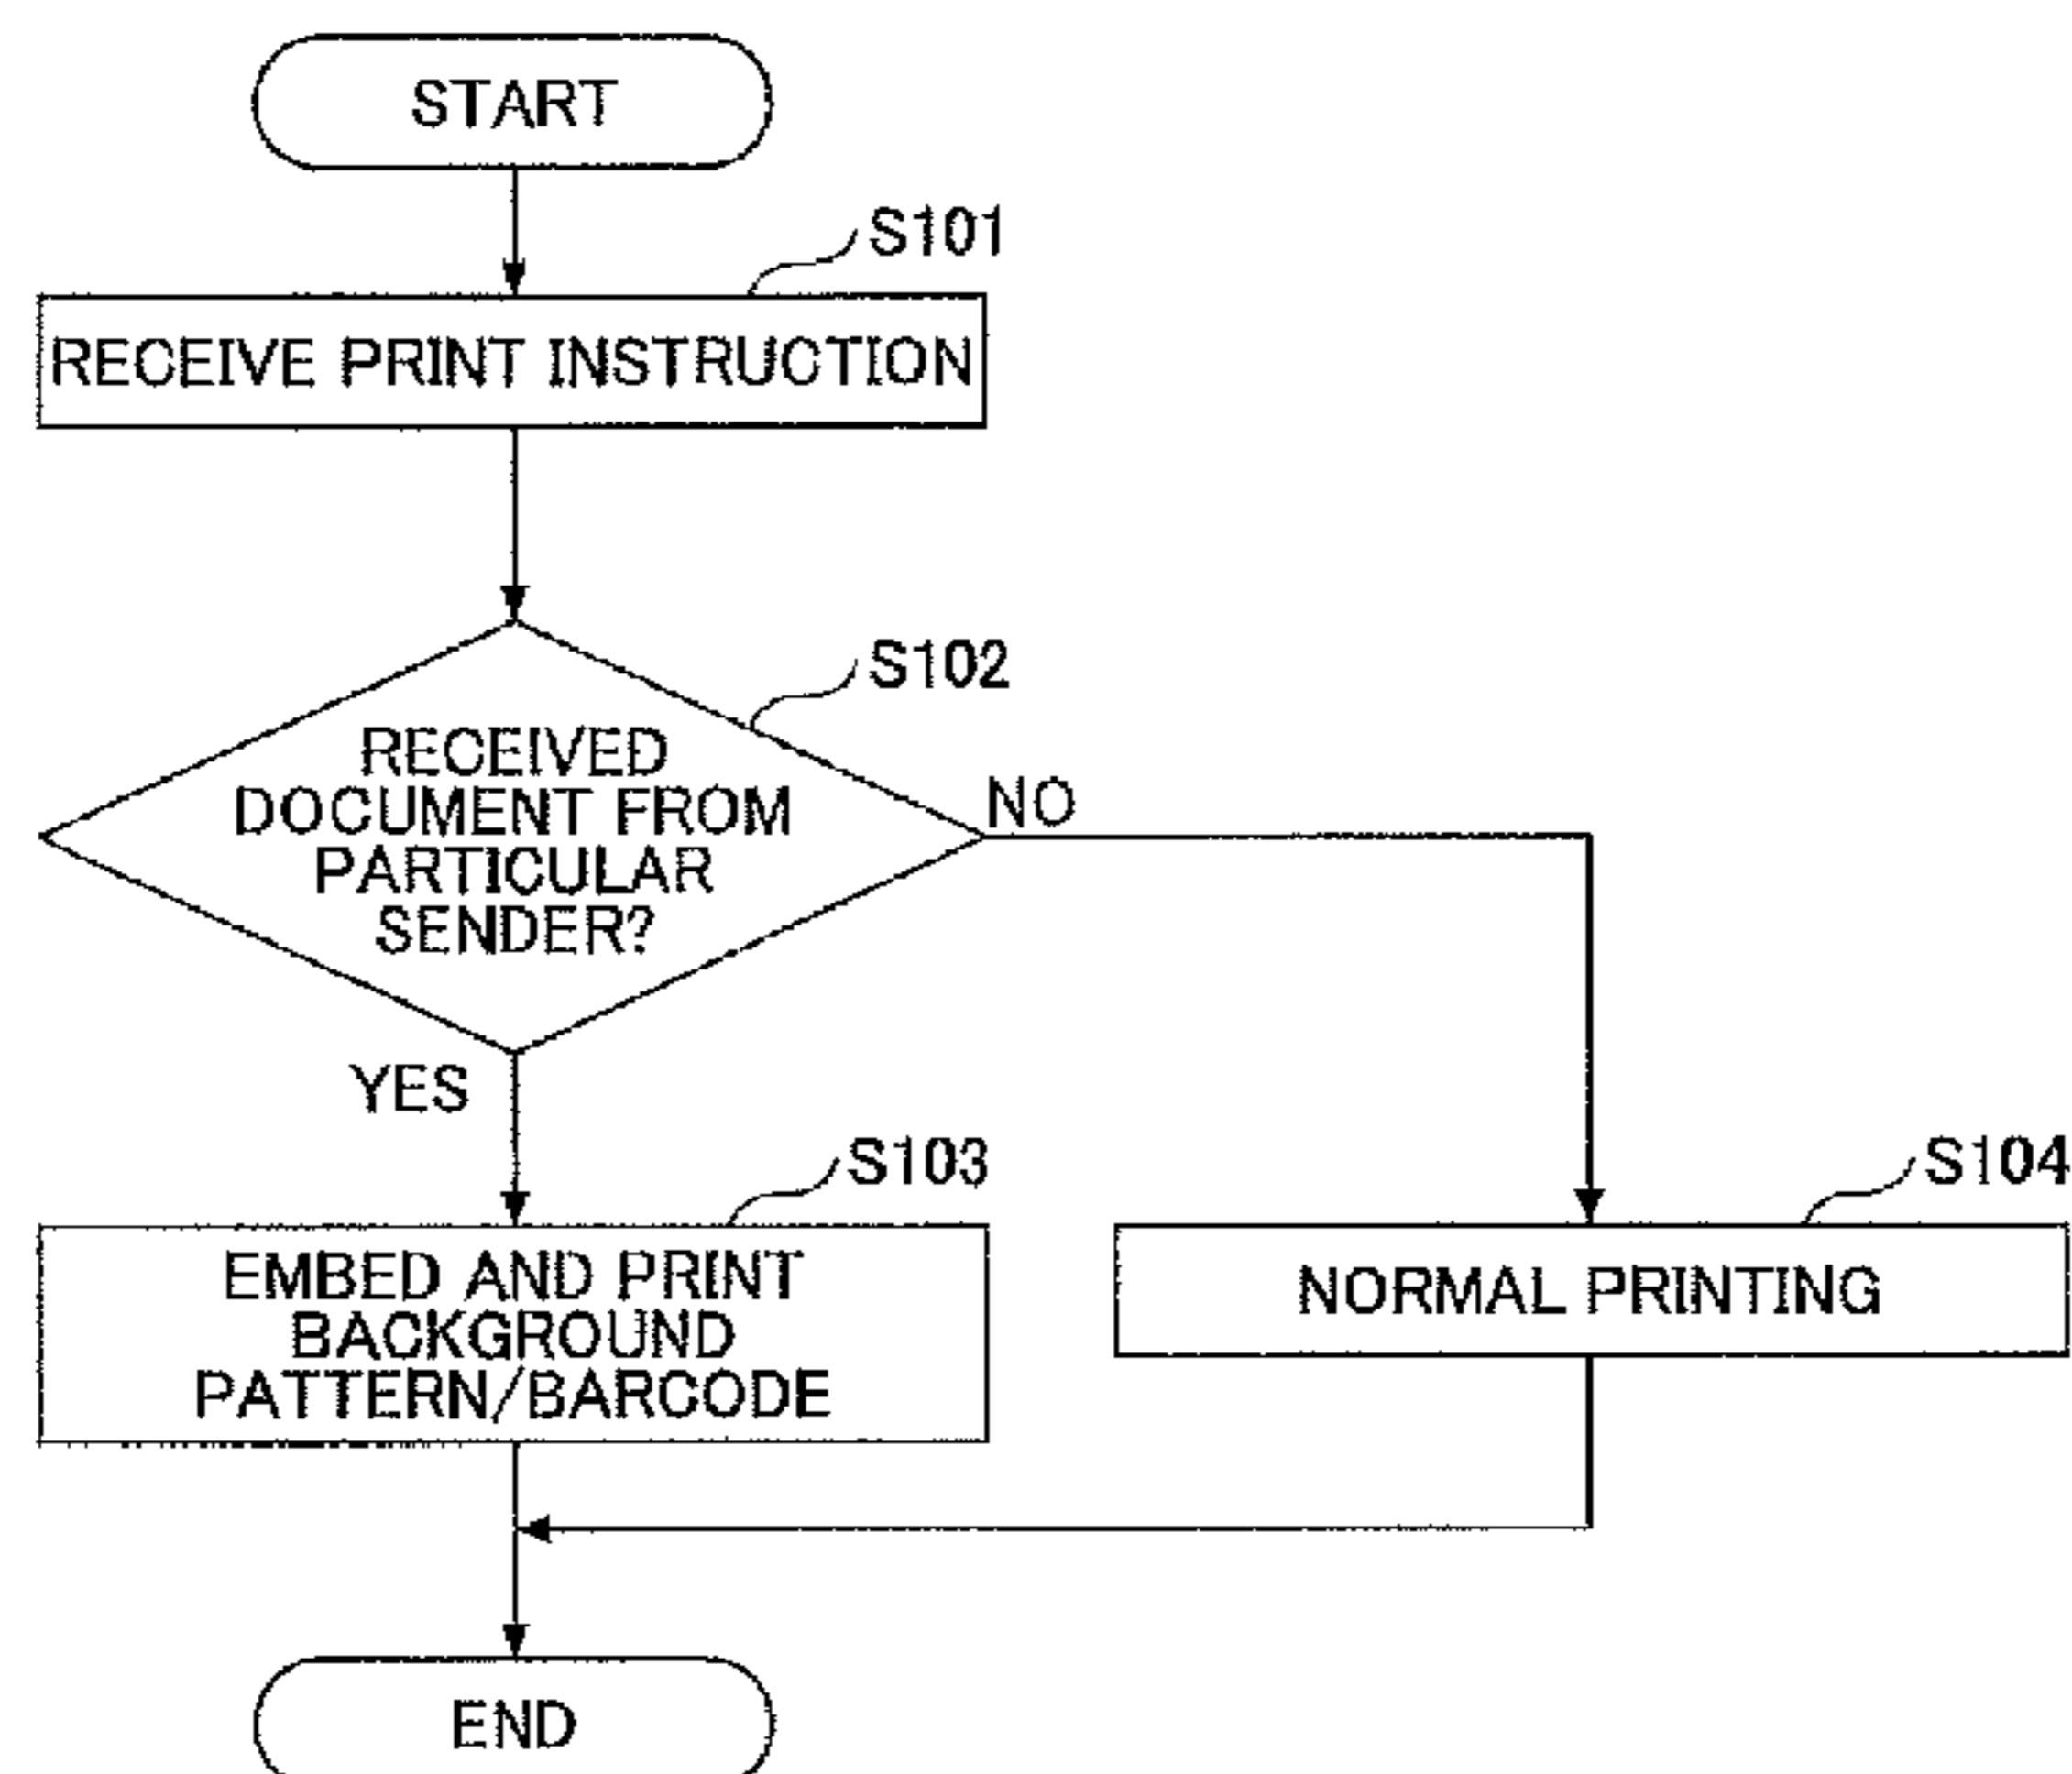 START
S101
RECEIVE PRINT INSTRUCTION
S102
RECEIVED
DOCUMENT FROM
PARTICULAR
SENDER?
NO
YES
S103
EMBED AND PRINT
BACKGROUND
PATTERN/BARCODE
S104
NORMAL PRINTING
END